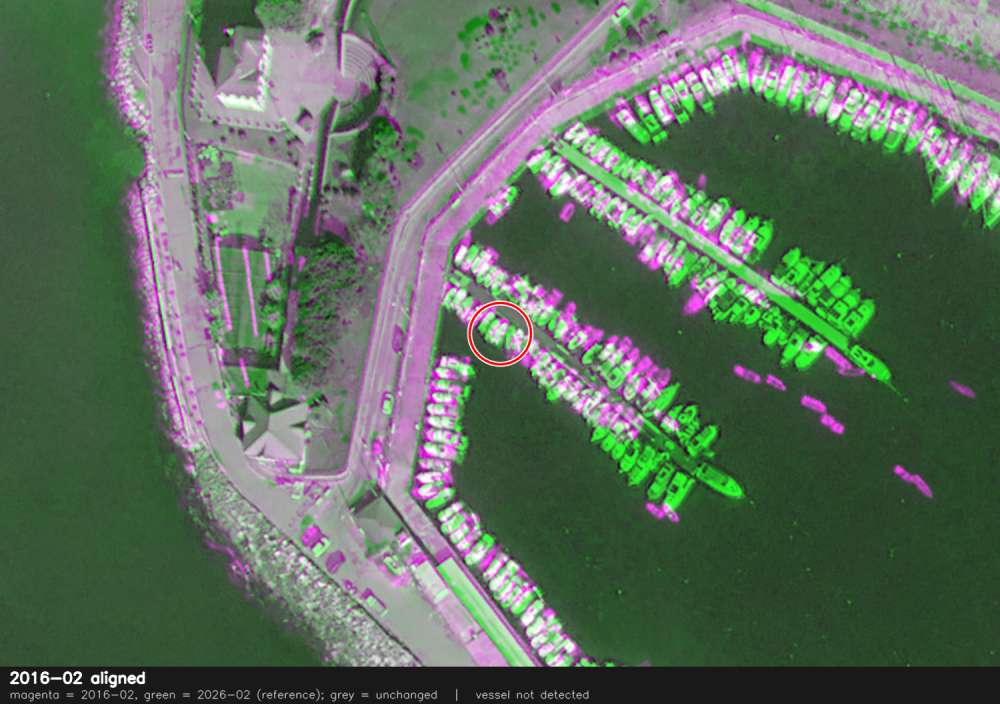 2016-02 aligned
magenta = 2016-02, green = 2026-02 (reference); grey = unchanged | vessel not detected